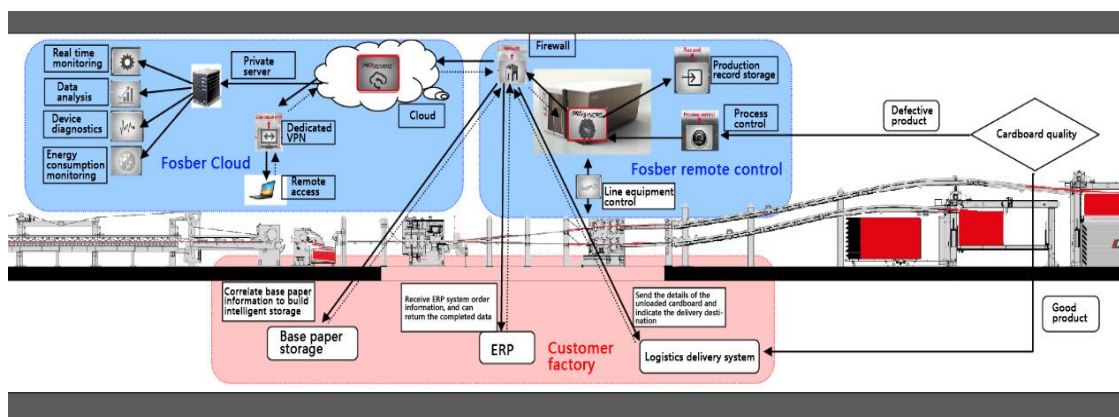 Real time
monitoring
Data
analysis
Device
diagnostics
Energy
consumption
monitoring
Private
server
Dedicated
VPN
Remote
access
Cloud
Fosber Cloud
Firewall
Record
Production
record storage
Process control
Process
control
Line equipment
control
Fosber remote control
Defective
product
Cardboard quality
Good
product
Correlate base paper
information to build
intelligent storage
Base paper
storage
Receive ERP system order
information, and can
return the completed data
ERP
Customer
factory
Send the details of the
unloaded cardboard and
indicate the delivery desti-
nation
Logistics delivery system